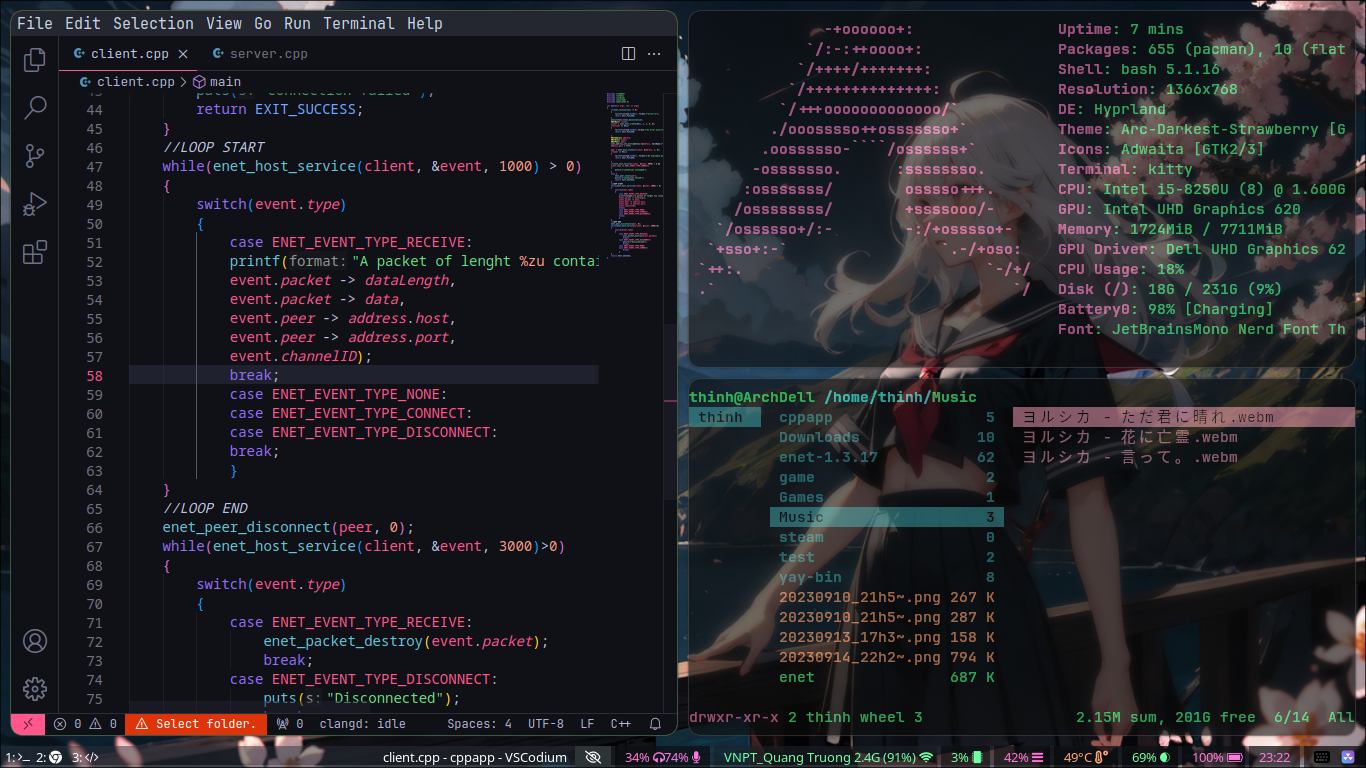 File Edit Selection View Go Run Terminal Help
client.cpp
server.cpp
client.cpp > main
44 return EXIT_SUCCESS;
45 }
46 //LOOP START
47 while(enet_host_service(client, &event, 1000) > 0)
48 {
49 switch(event.type)
50 {
51 case ENET_EVENT_TYPE_RECEIVE:
52 printf(format: "A packet of lenght %zu contai
53 event.packet -> dataLength,
54 event.packet -> data,
55 event.peer -> address.host,
56 event.peer -> address.port,
57 event.channelID);
58 break;
59 case ENET_EVENT_TYPE_NONE:
60 case ENET_EVENT_TYPE_CONNECT:
61 case ENET_EVENT_TYPE_DISCONNECT:
62 break;
63 }
64 }
65 //LOOP END
66 enet_peer_disconnect(peer, 0);
67 while(enet_host_service(client, &event, 3000)>0)
68 {
69 switch(event.type)
70 {
71 case ENET_EVENT_TYPE_RECEIVE:
72 enet_packet_destroy(event.packet);
73 break;
74 case ENET_EVENT_TYPE_DISCONNECT:
75 puts(s: "Disconnected");
0 0 Select folder. 0 clangd: idle Spaces: 4 UTF-8 LF C++
Uptime: 7 mins
Packages: 655 (pacman), 10 (flat
Shell: bash 5.1.16
Resolution: 1366x768
DE: Hyprland
Theme: Arc-Darkest-Strawberry [G
Icons: Adwaita [GTK2/3]
Terminal: kitty
CPU: Intel i5-8250U (8) @ 1.600G
GPU: Intel UHD Graphics 620
Memory: 1724MiB / 7711MiB
GPU Driver: Dell UHD Graphics 62
CPU Usage: 18%
Disk (/): 18G / 231G (9%)
Battery0: 98% [Charging]
Font: JetBrainsMono Nerd Font Th
thinh@ArchDell /home/thinh/Music
thinh
cppapp 5
Downloads 10
enet-1.3.17 62
game 2
Games 1
Music 3
steam 0
test 2
yay-bin 8
20230910_21h5~.png 267 K
20230910_21h5~.png 287 K
20230913_17h3~.png 158 K
20230914_22h2~.png 794 K
enet 687 K
ヨルシカ - ただ君に晴れ.webm
ヨルシカ - 花に亡霊.webm
ヨルシカ - 言って。.webm
drwxr-xr-x 2 thinh wheel 3 2.15M sum, 201G free 6/14 All
1: 2: 3: client.cpp - cppapp - VSCodium 34% 74% VNPT_Quang Truong 2.4G (91%) 3% 42% 49°C 69% 100% 23:22